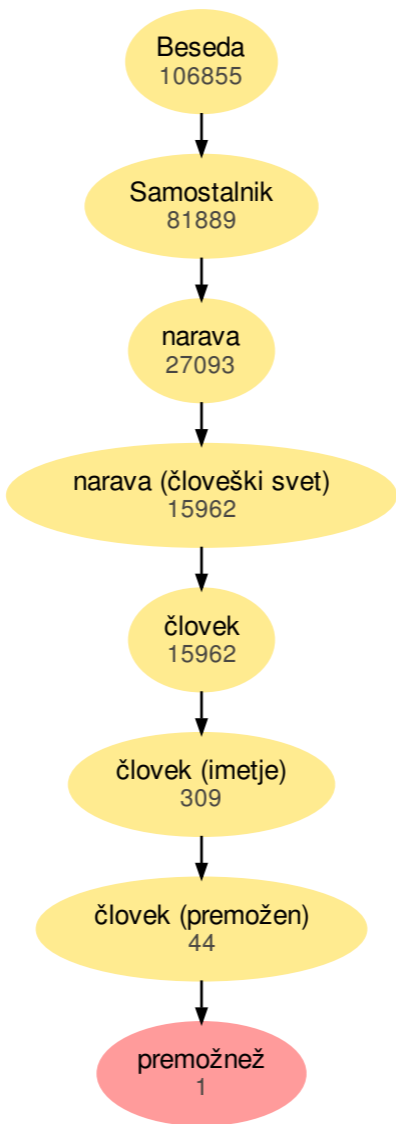 Beseda
106855
Samostalnik
81889
narava
27093
narava (človeški svet)
15962
človek
15962
človek (imetje)
309
človek (premožen)
44
premožnež
1